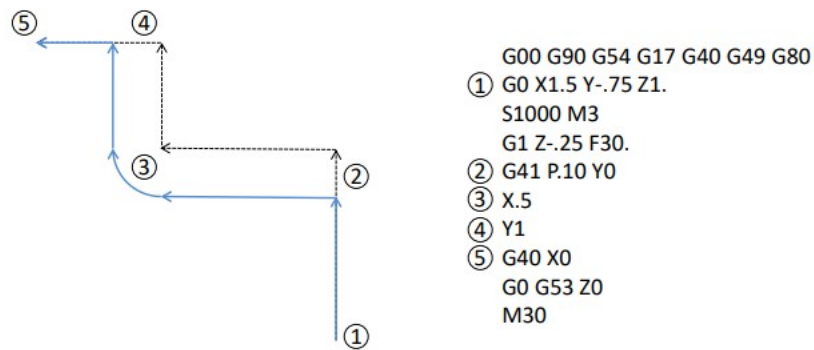 ⑤ ④
③ ②
①
G00 G90 G54 G17 G40 G49 G80
① G0 X1.5 Y-.75 Z1.
S1000 M3
G1 Z-.25 F30.
② G41 P.10 Y0
③ X.5
④ Y1
⑤ G40 X0
G0 G53 Z0
M30